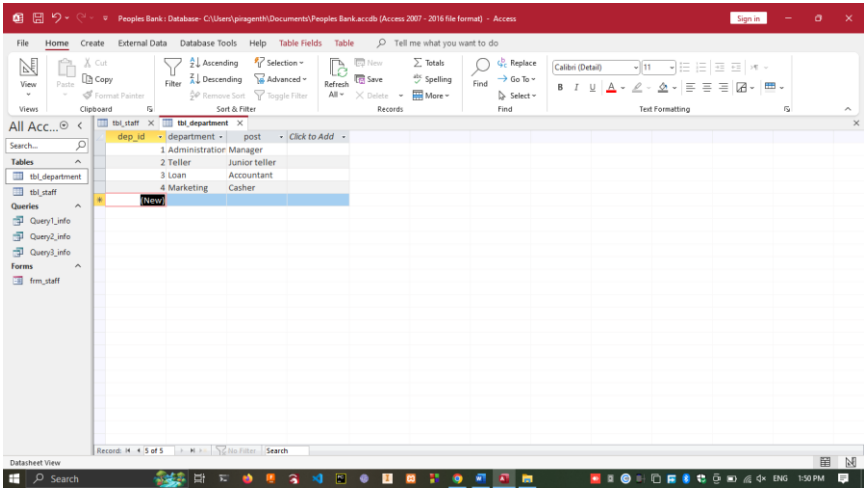 Peoples Bank : Database- C:\Users\piragenth\Documents\Peoples Bank.accdb (Access 2007 - 2016 file format) - Access
Sign in
File Home Create External Data Database Tools Help Table Fields Table Tell me what you want to do
View
Views
Paste
Cut
Copy
Format Painter
Clipboard
Filter
Ascending
Descending
Remove Sort
Selection
Advanced
Toggle Filter
Sort & Filter
Refresh
All
New
Save
Delete
Totals
Spelling
More
Records
Find
Replace
Go To
Select
Find
Calibri (Detail) 11
B I U A
Text Formatting
All Acc...
Search...
Tables
tbl_department
tbl_staff
Queries
Query1_info
Query2_info
Query3_info
Forms
frm_staff
tbl_staff tbl_department
dep_id department post Click to Add
1 Administration Manager
2 Teller Junior teller
3 Loan Accountant
4 Marketing Casher
(New)
Record: 5 of 5 No Filter Search
Datasheet View
Search
ENG 1:50 PM